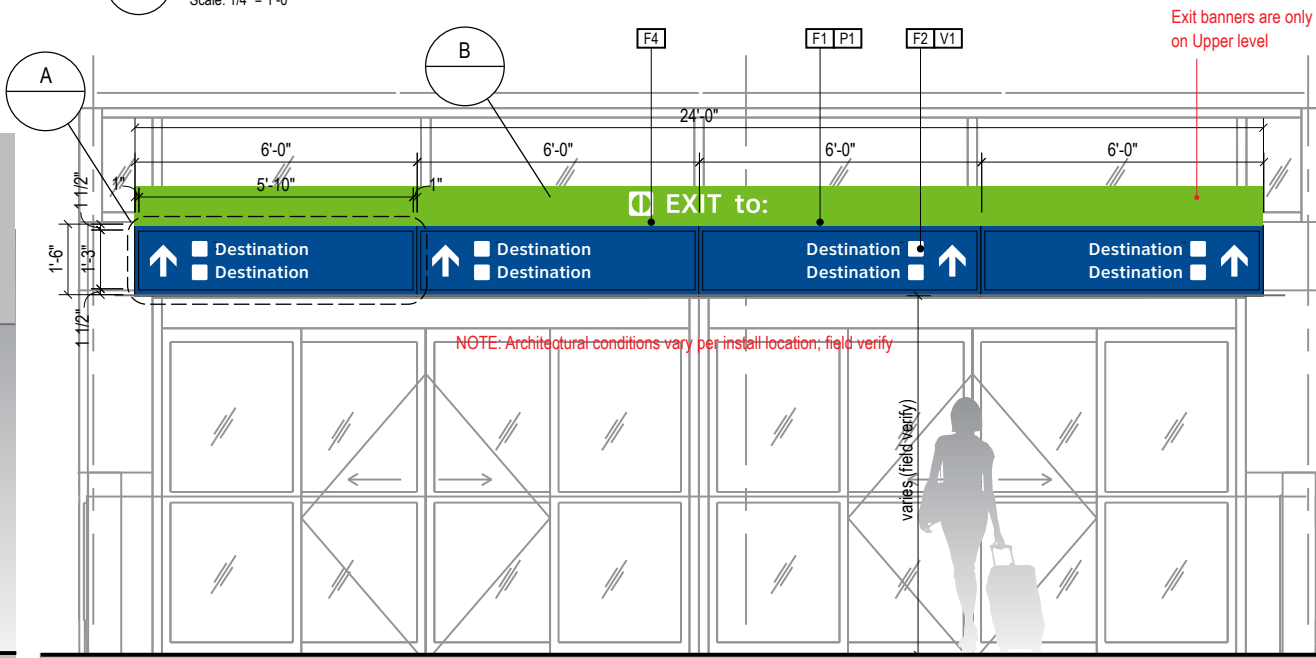 Scale: 1/4" = 1'-0"
Exit banners are only
on Upper level
A
B
F4
F1 P1
F2 V1
24'-0"
6'-0"
6'-0"
6'-0"
6'-0"
1"
5'-10"
1"
1 1/2"
1'-6"
1'-3"
1 1/2"
EXIT to:
Destination
Destination
Destination
Destination
Destination
Destination
Destination
Destination
NOTE: Architectural conditions vary per install location; field verify
varies (field verify)